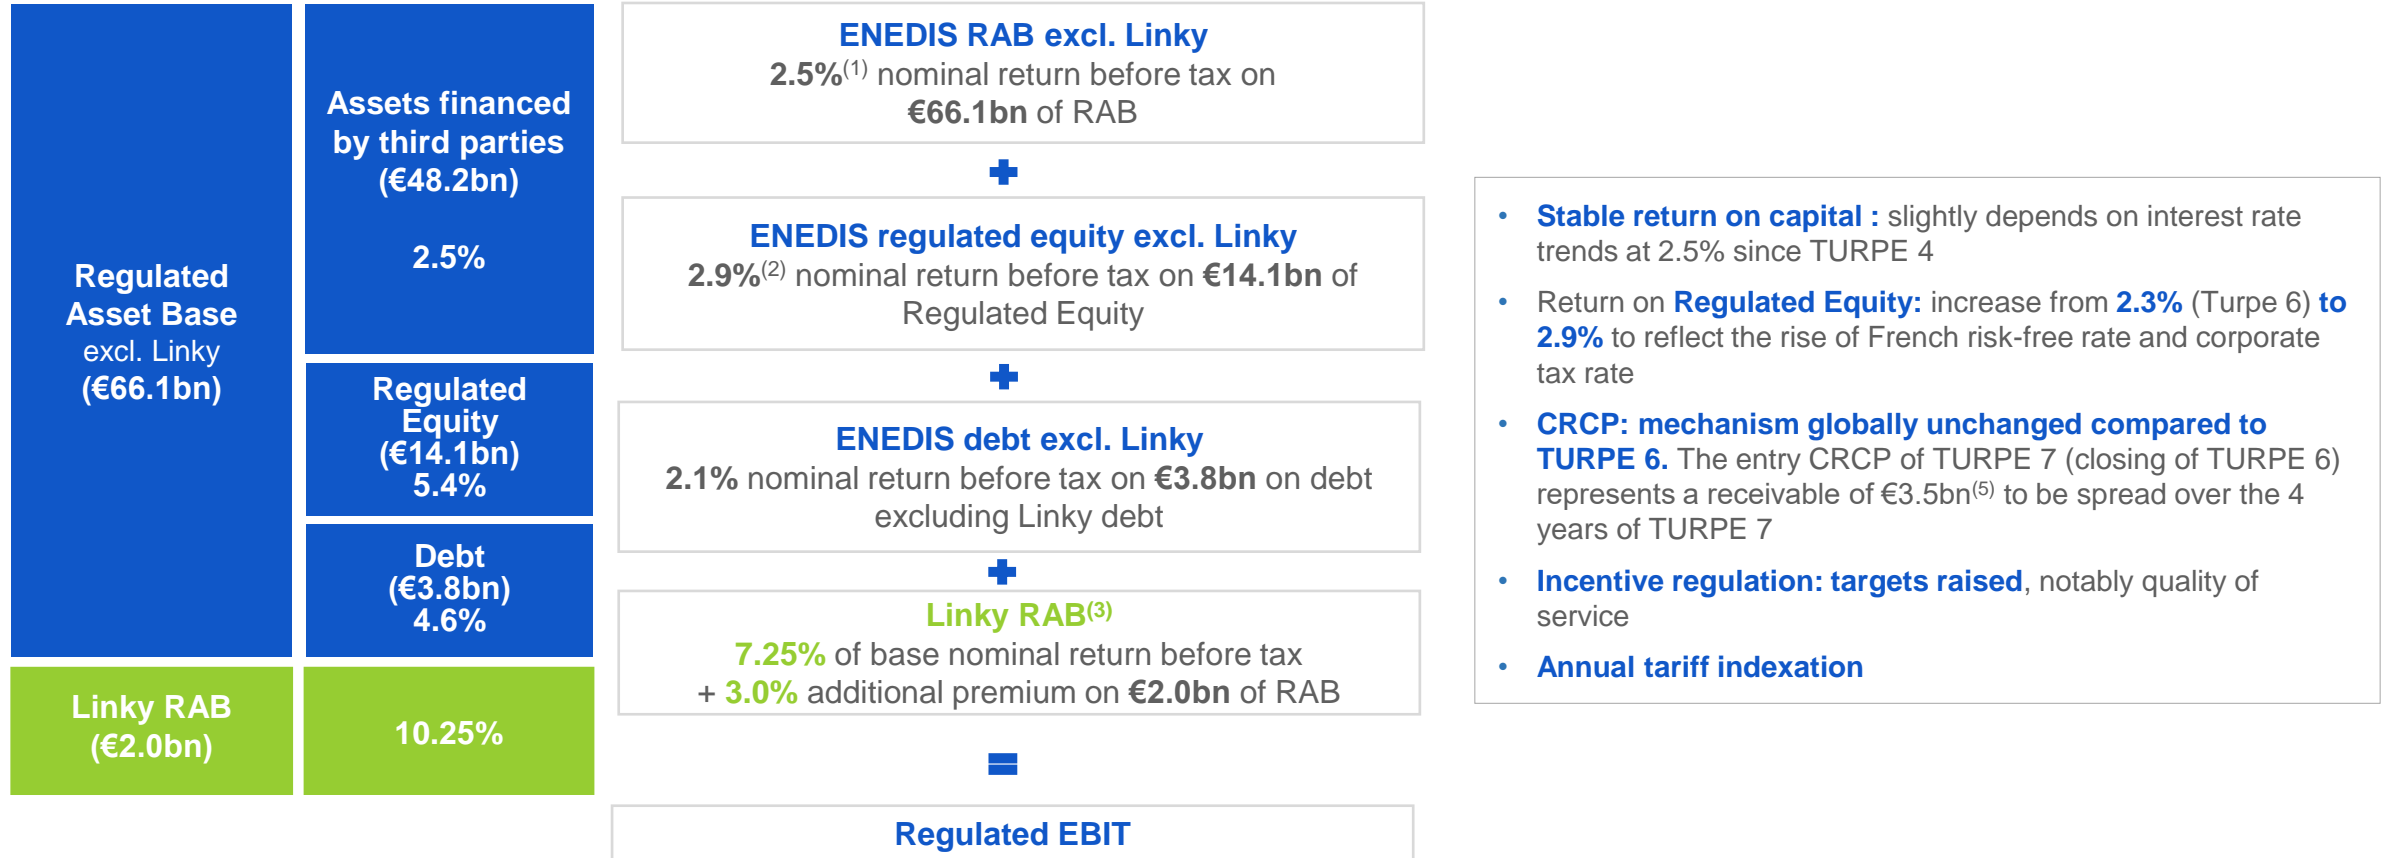 Regulated
Asset Base
excl. Linky
(€66.1bn)
Linky RAB
(€2.0bn)
Assets financed
by third parties
(€48.2bn)
2.5%
Regulated
Equity
(€14.1bn)
5.4%
Debt
(€3.8bn)
4.6%
10.25%
ENEDIS RAB excl. Linky
2.5%(1) nominal return before tax on
€66.1bn of RAB
+
ENEDIS regulated equity excl. Linky
2.9%(2) nominal return before tax on €14.1bn of
Regulated Equity
+
ENEDIS debt excl. Linky
2.1% nominal return before tax on €3.8bn on debt
excluding Linky debt
+
Linky RAB(3)
7.25% of base nominal return before tax
+ 3.0% additional premium on €2.0bn of RAB
=
Regulated EBIT
• Stable return on capital : slightly depends on interest rate
trends at 2.5% since TURPE 4
• Return on Regulated Equity: increase from 2.3% (Turpe 6) to
2.9% to reflect the rise of French risk-free rate and corporate
tax rate
• CRCP: mechanism globally unchanged compared to
TURPE 6. The entry CRCP of TURPE 7 (closing of TURPE 6)
represents a receivable of €3.5bn(5) to be spread over the 4
years of TURPE 7
• Incentive regulation: targets raised, notably quality of
service
• Annual tariff indexation